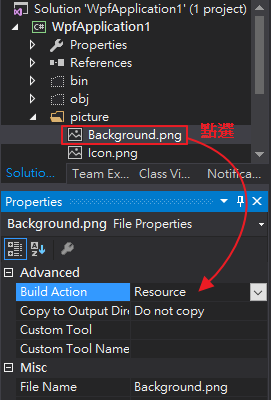 Solution 'WpfApplication1' (1 project)
WpfApplication1
Properties
References
bin
obj
picture
Background.png 點選
Icon.png
Solutio... Team Ex... Class Vi... Notifica...
Properties
Background.png File Properties
Advanced
Build Action Resource
Copy to Output Dire Do not copy
Custom Tool
Custom Tool Name
Misc
File Name Background.png